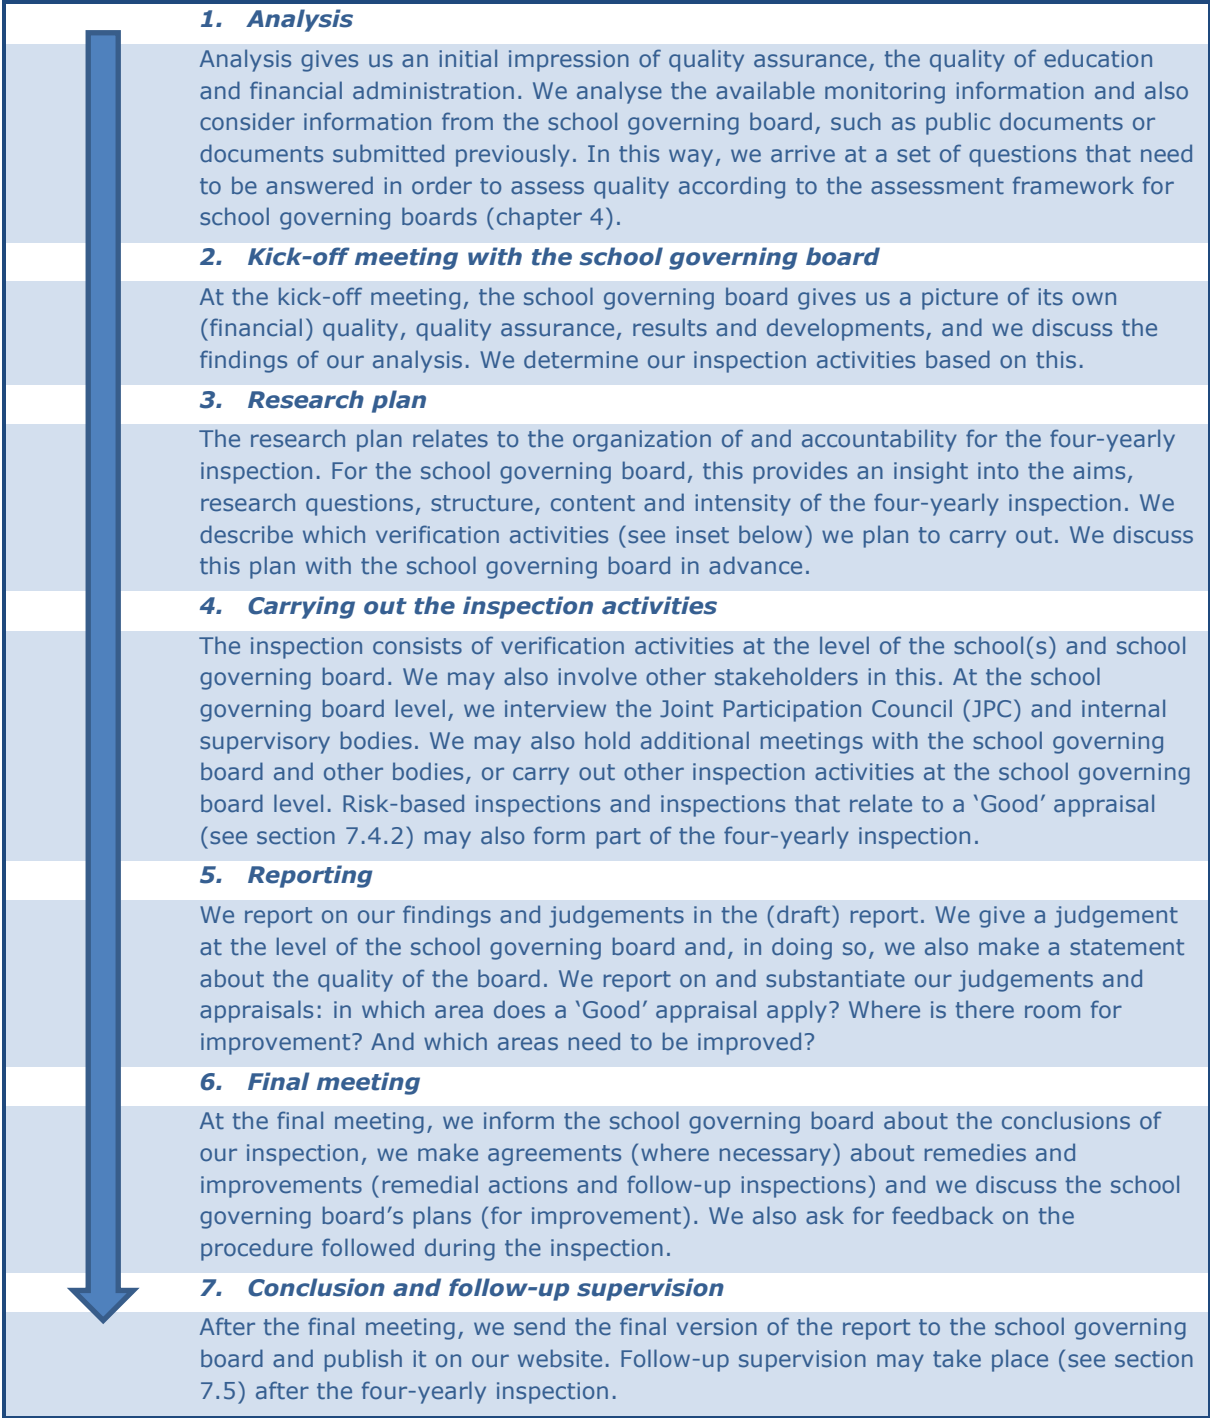 1. Analysis
Analysis gives us an initial impression of quality assurance, the quality of education
and financial administration. We analyse the available monitoring information and also
consider information from the school governing board, such as public documents or
documents submitted previously. In this way, we arrive at a set of questions that need
to be answered in order to assess quality according to the assessment framework for
school governing boards (chapter 4).
2. Kick-off meeting with the school governing board
At the kick-off meeting, the school governing board gives us a picture of its own
(financial) quality, quality assurance, results and developments, and we discuss the
findings of our analysis. We determine our inspection activities based on this.
3. Research plan
The research plan relates to the organization of and accountability for the four-yearly
inspection. For the school governing board, this provides an insight into the aims,
research questions, structure, content and intensity of the four-yearly inspection. We
describe which verification activities (see inset below) we plan to carry out. We discuss
this plan with the school governing board in advance.
4. Carrying out the inspection activities
The inspection consists of verification activities at the level of the school(s) and school
governing board. We may also involve other stakeholders in this. At the school
governing board level, we interview the Joint Participation Council (JPC) and internal
supervisory bodies. We may also hold additional meetings with the school governing
board and other bodies, or carry out other inspection activities at the school governing
board level. Risk-based inspections and inspections that relate to a ‘Good’ appraisal
(see section 7.4.2) may also form part of the four-yearly inspection.
5. Reporting
We report on our findings and judgements in the (draft) report. We give a judgement
at the level of the school governing board and, in doing so, we also make a statement
about the quality of the board. We report on and substantiate our judgements and
appraisals: in which area does a ‘Good’ appraisal apply? Where is there room for
improvement? And which areas need to be improved?
6. Final meeting
At the final meeting, we inform the school governing board about the conclusions of
our inspection, we make agreements (where necessary) about remedies and
improvements (remedial actions and follow-up inspections) and we discuss the school
governing board’s plans (for improvement). We also ask for feedback on the
procedure followed during the inspection.
7. Conclusion and follow-up supervision
After the final meeting, we send the final version of the report to the school governing
board and publish it on our website. Follow-up supervision may take place (see section
7.5) after the four-yearly inspection.